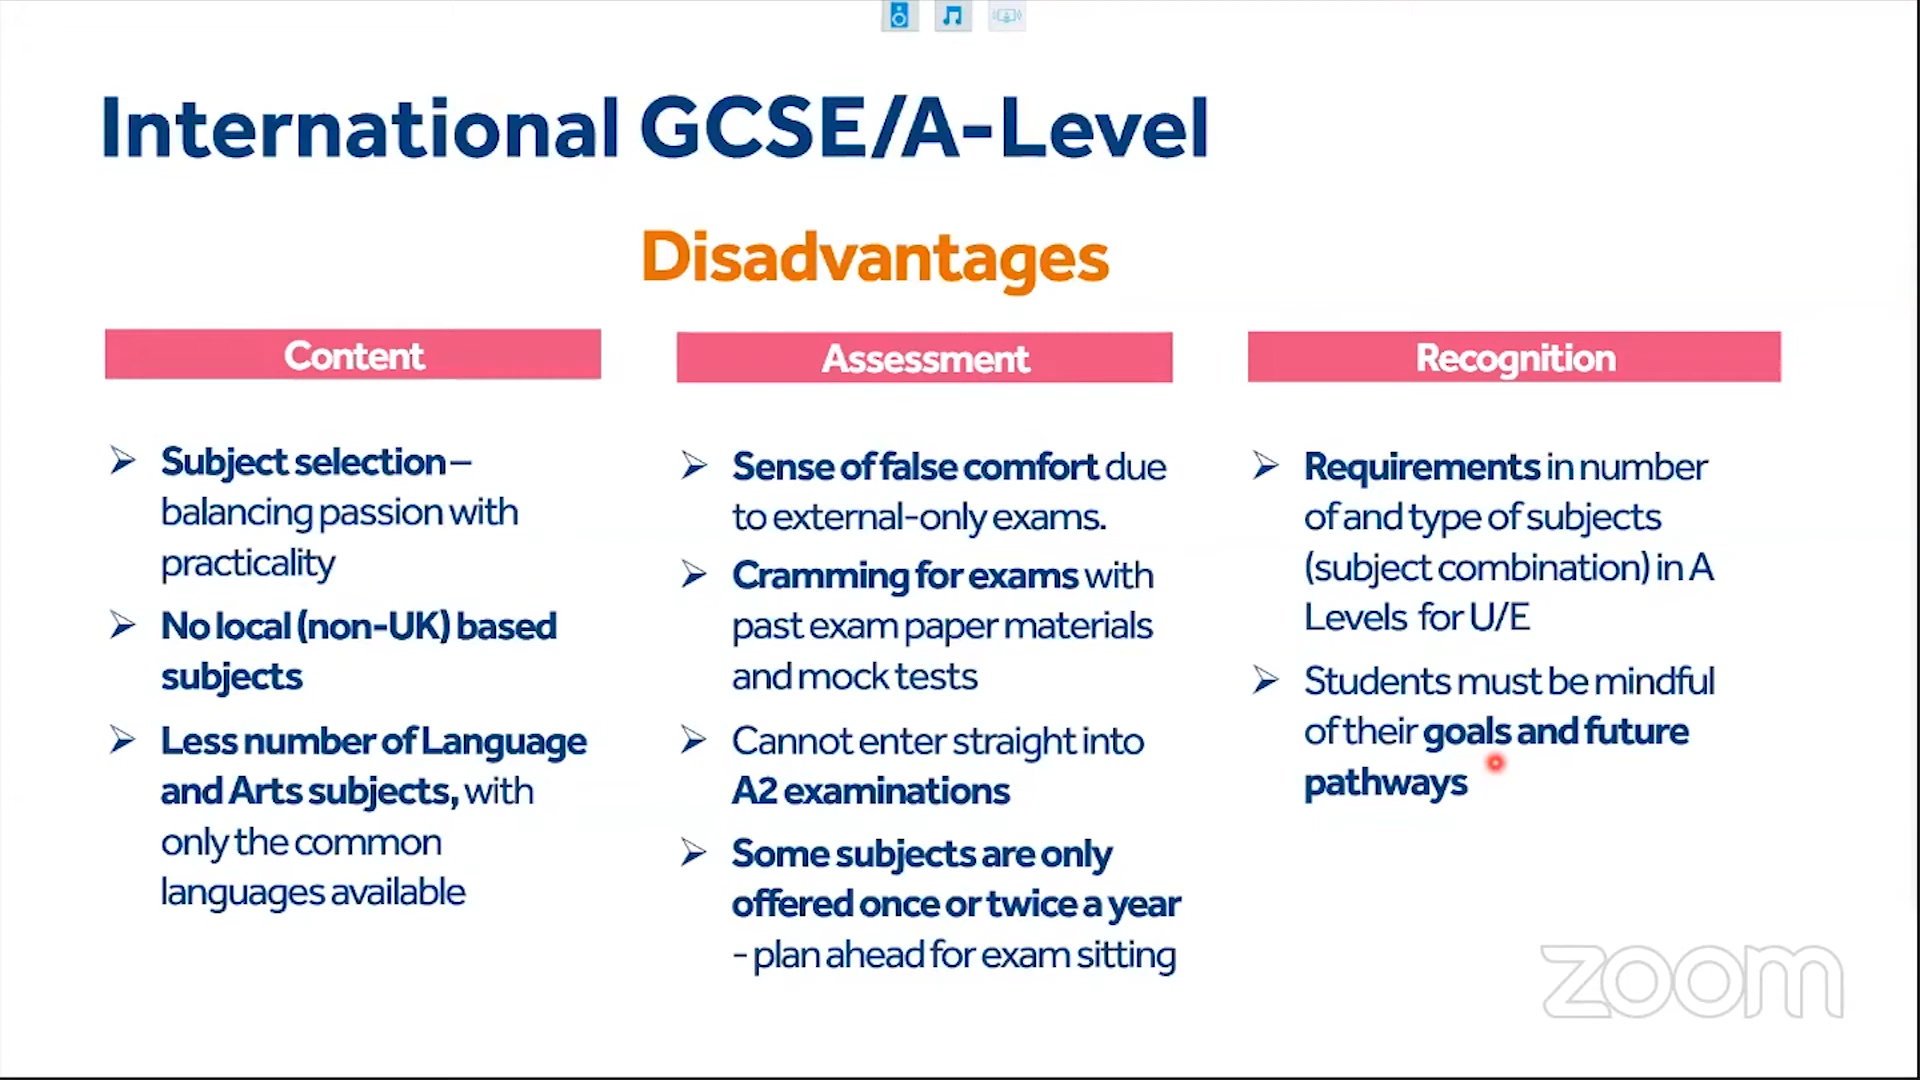 International GCSE/A-Level
Disadvantages
Content
Subject selection –
balancing passion with
practicality
No local (non-UK) based
subjects
Less number of Language
and Arts subjects, with
only the common
languages available
Assessment
Sense of false comfort due
to external-only exams.
Cramming for exams with
past exam paper materials
and mock tests
Cannot enter straight into
A2 examinations
Some subjects are only
offered once or twice a year
- plan ahead for exam sitting
Recognition
Requirements in number
of and type of subjects
(subject combination) in A
Levels for U/E
Students must be mindful
of their goals and future
pathways
zoom